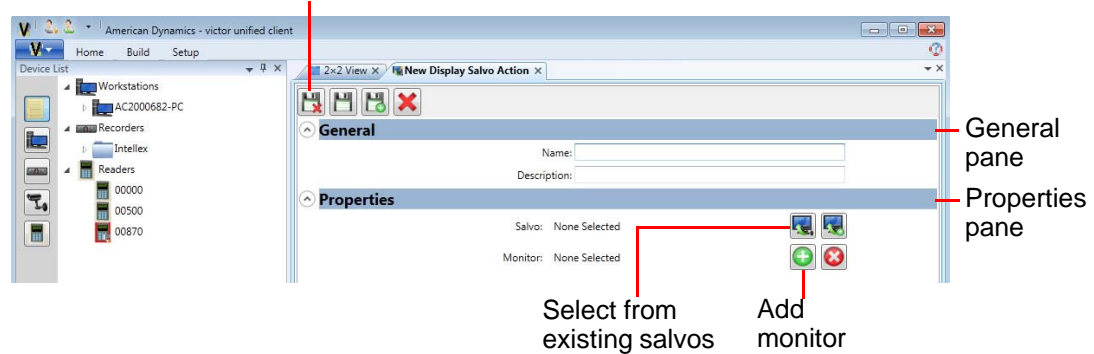 American Dynamics - victor unified client
Home Build Setup
Device List
2×2 View New Display Salvo Action
Workstations
AC2000682-PC
Recorders
Intellex
Readers
00000
00500
00870
General
Name:
Description:
Properties
Salvo: None Selected
Monitor: None Selected
General
pane
Properties
pane
Select from
existing salvos
Add
monitor